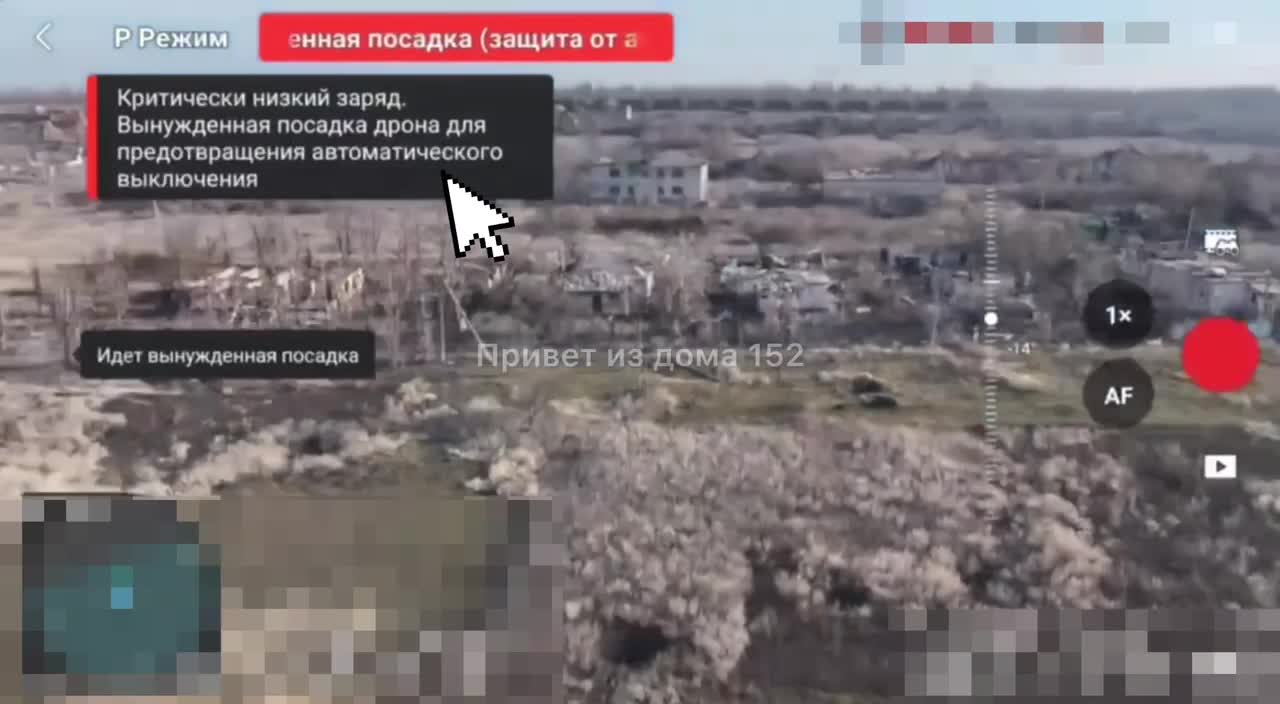 Р Режим
енная посадка (защита от а
Критически низкий заряд.
Вынужденная посадка дрона для
предотвращения автоматического
выключения
Идет вынужденная посадка
Привет из дома 152
-14
1×
AF